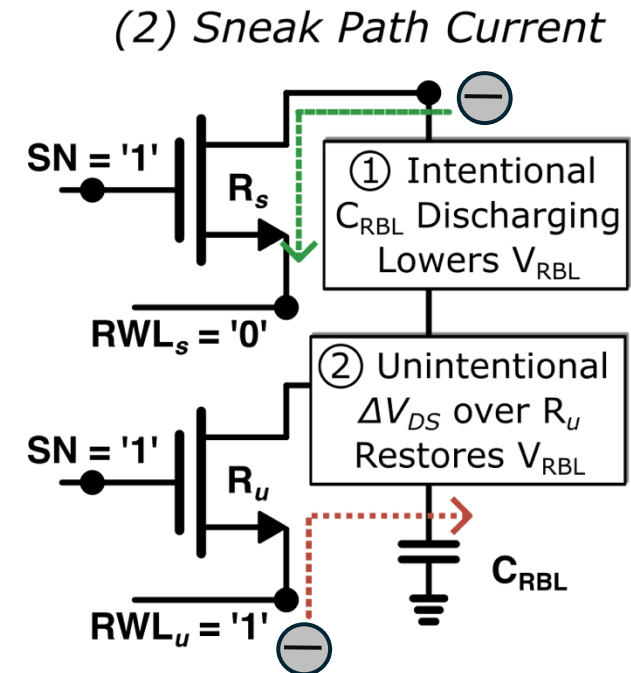 (2) Sneak Path Current
SN = '1'
Rs
RWLs = '0'
① Intentional
CRBL Discharging
Lowers VRBL
② Unintentional
ΔVDS over Ru
Restores VRBL
SN = '1'
Ru
RWLu = '1'
CRBL